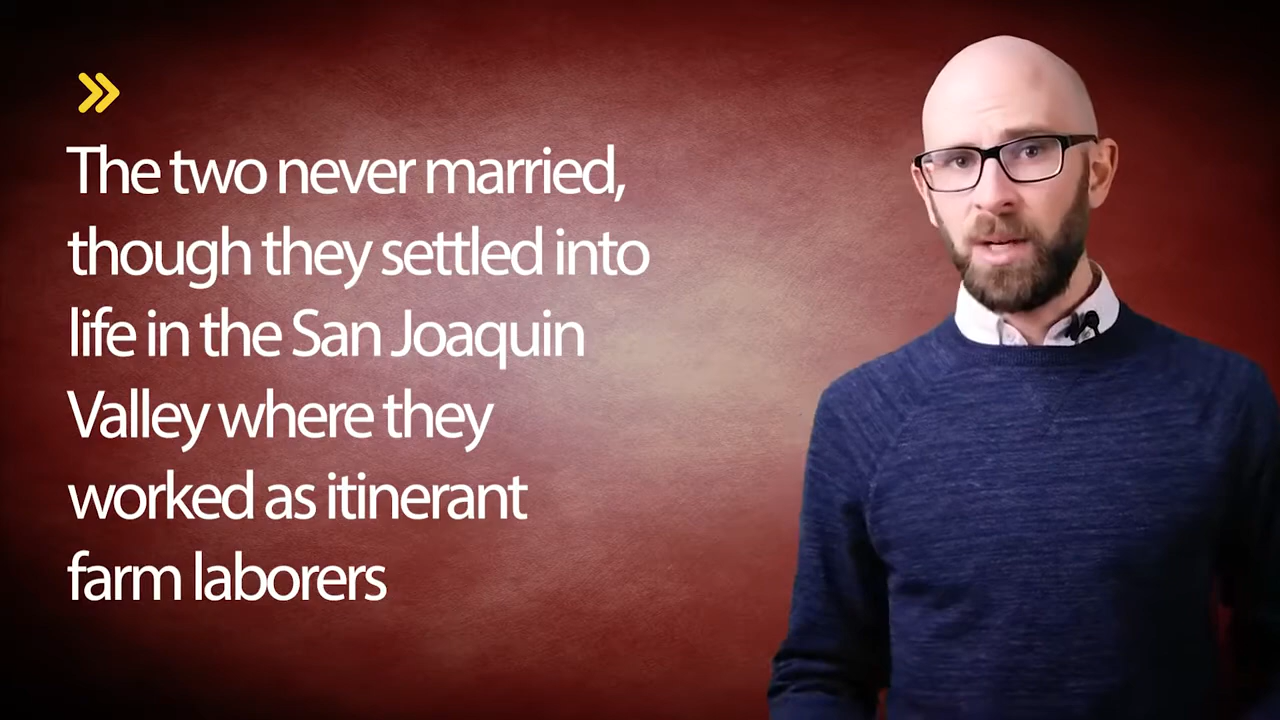 The two never married,
though they settled into
life in the San Joaquin
Valley where they
worked as itinerant
farm laborers